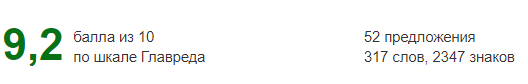 9,2 балла из 10
по шкале Главреда
52 предложения
317 слов, 2347 знаков